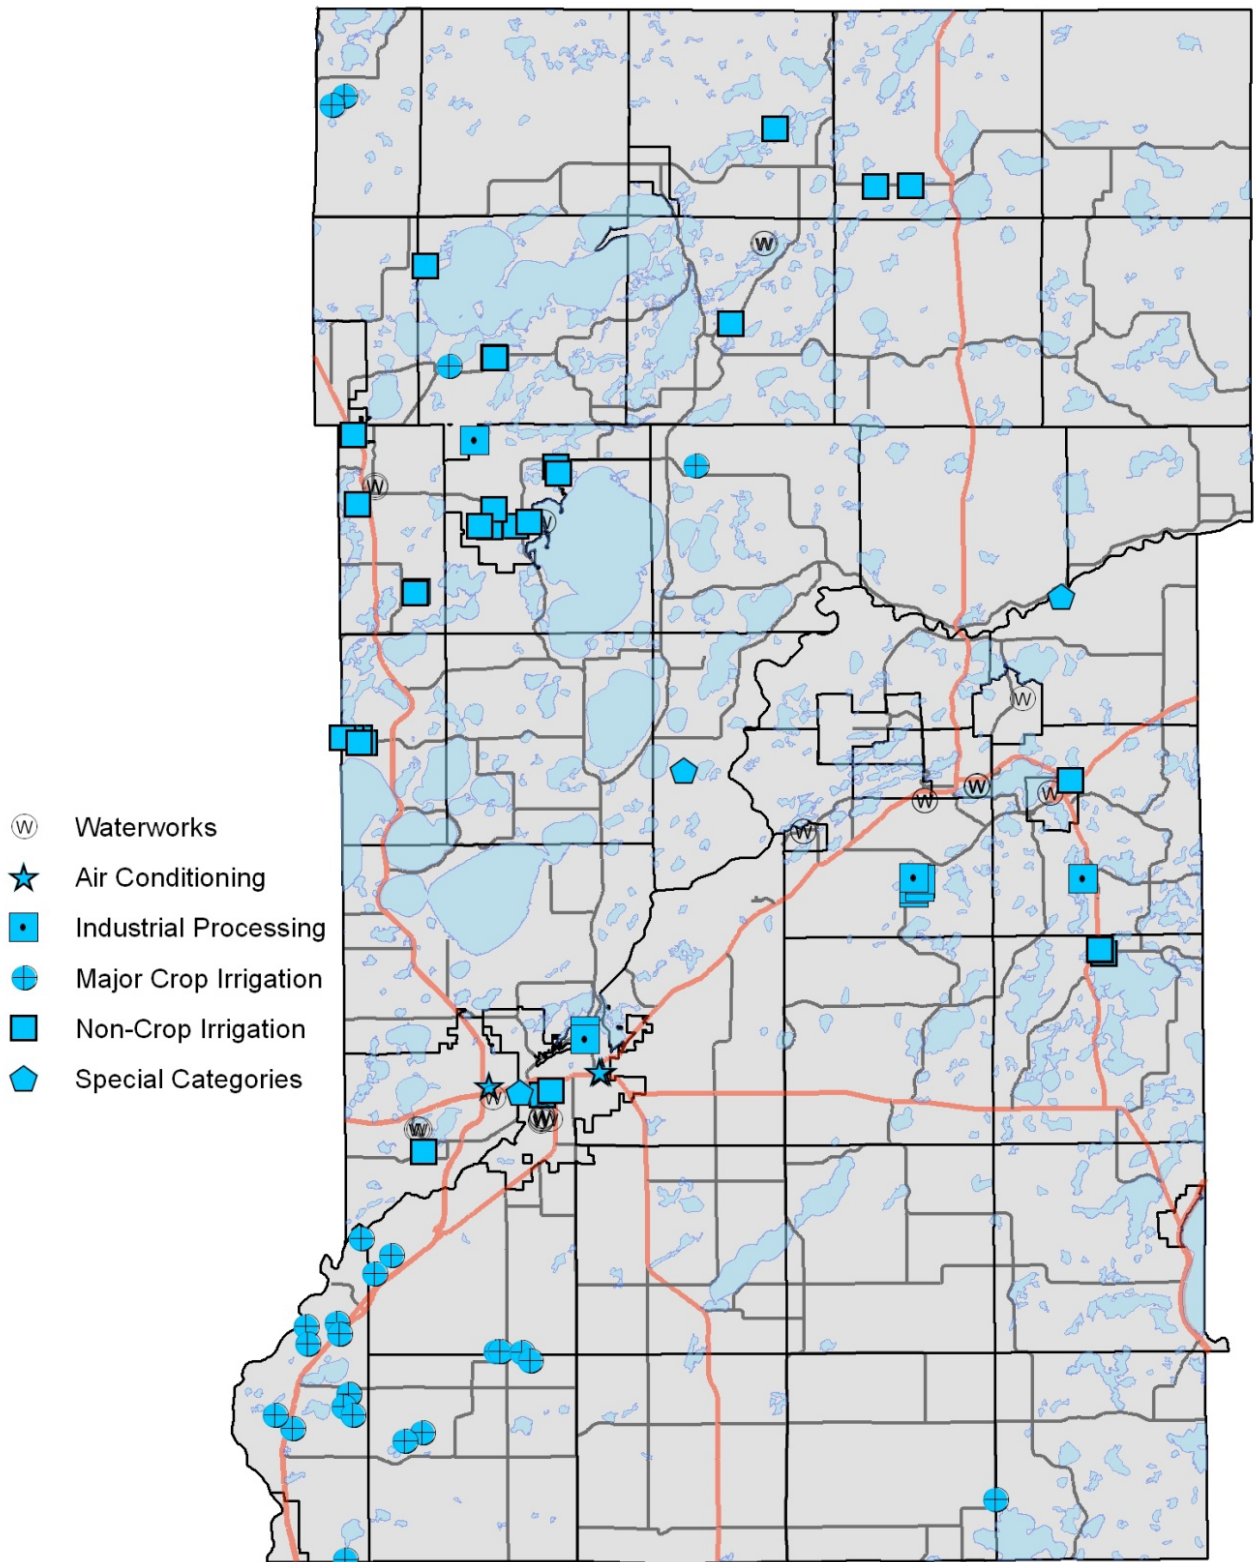 W
W
W
W
W
W
W
W
W Waterworks
Air Conditioning
Industrial Processing
Major Crop Irrigation
Non-Crop Irrigation
Special Categories
W
W
W